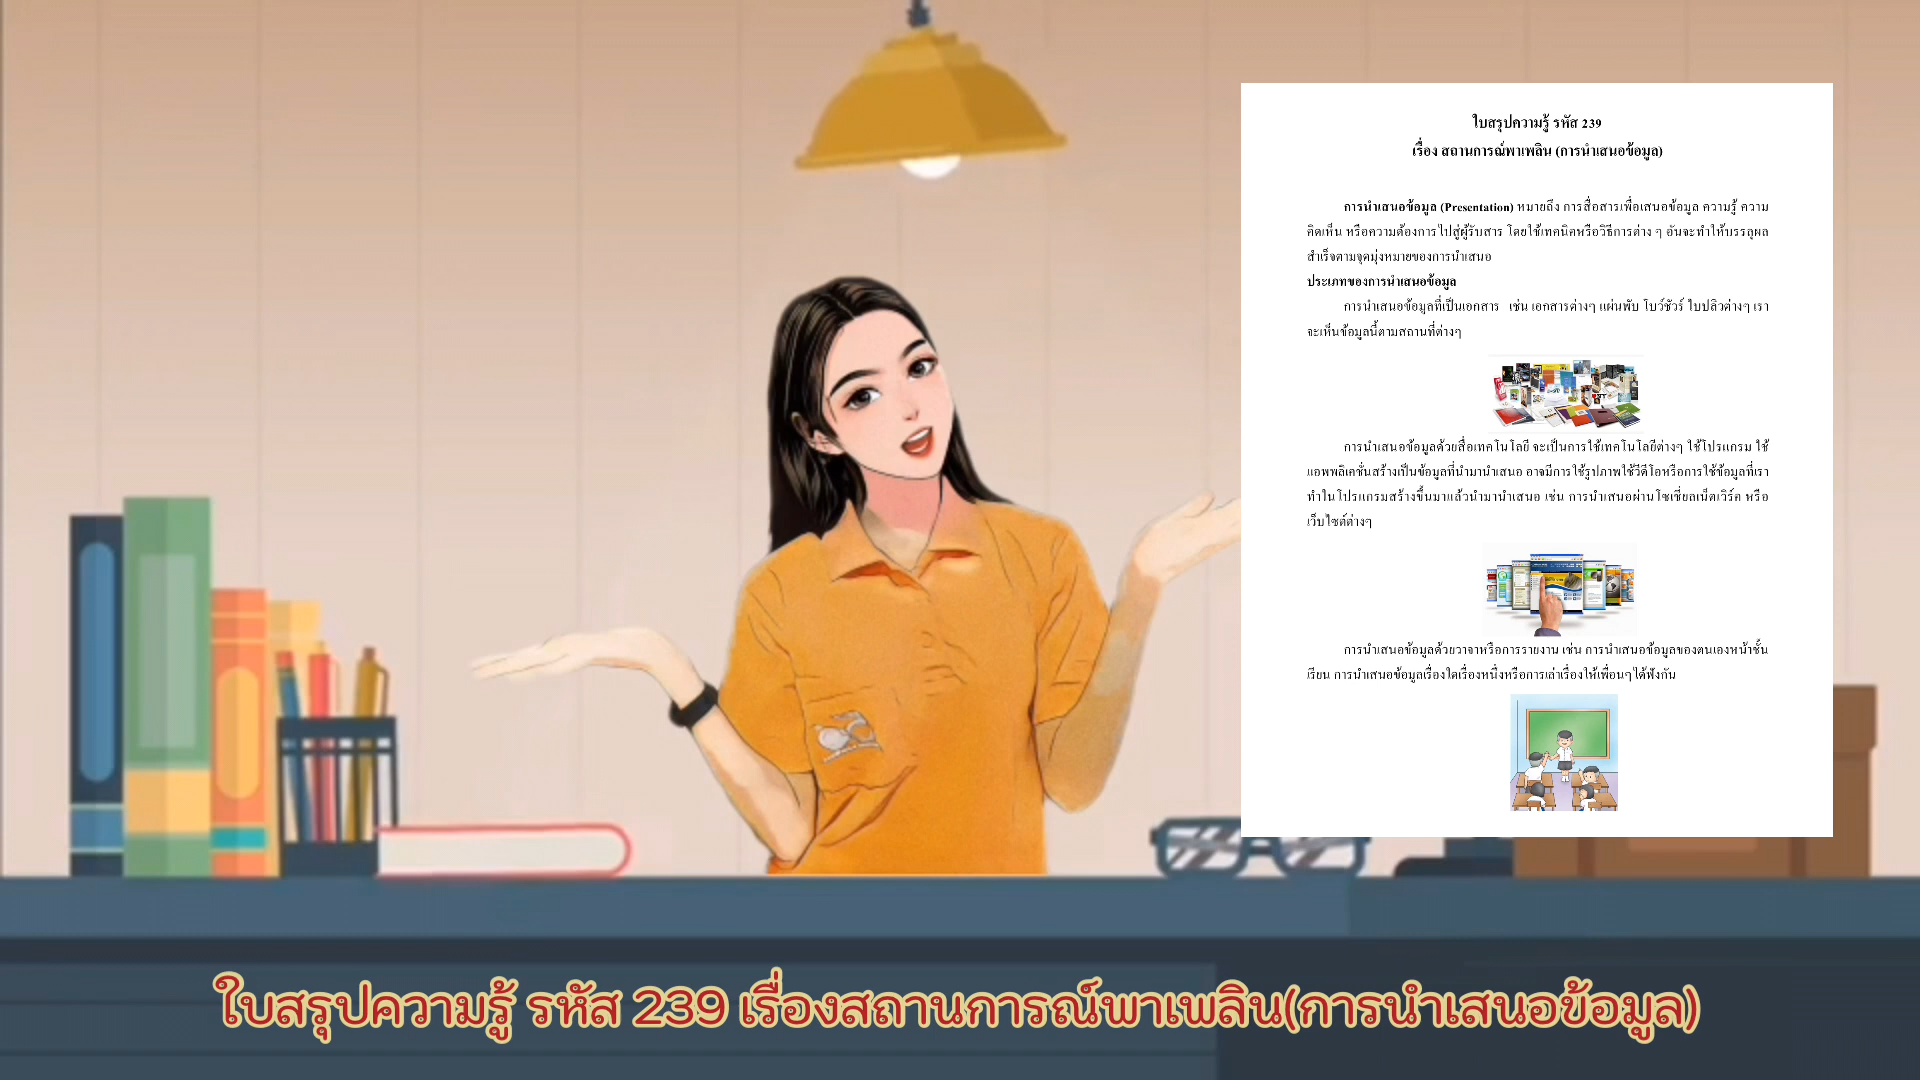 ใบสรุปความรู้ รหัส 239
เรื่อง สถานการณ์พาเพลิน (การนำเสนอข้อมูล)
การนำเสนอข้อมูล (Presentation) หมายถึง การสื่อสารเพื่อเสนอข้อมูล ความรู้ ความ
คิดเห็น หรือความต้องการไปสู่ผู้รับสาร โดยใช้เทคนิคหรือวิธีการต่าง ๆ อันจะทำให้บรรลุผล
สำเร็จตามจุดมุ่งหมายของการนำเสนอ
ประเภทของการนำเสนอข้อมูล
การนำเสนอข้อมูลที่เป็นเอกสาร เช่น เอกสารต่างๆ แผ่นพับ โบว์ชัวร์ ใบปลิวต่างๆ เรา
จะเห็นข้อมูลนี้ตามสถานที่ต่างๆ
การนำเสนอข้อมูลด้วยสื่อเทคโนโลยี จะเป็นการใช้เทคโนโลยีต่างๆ ใช้โปรแกรม ใช้
แอพพลิเคชั่นสร้างเป็นข้อมูลที่นำมานำเสนอ อาจมีการใช้รูปภาพใช้วีดีโอหรือการใช้ข้อมูลที่เรา
ทำในโปรแกรมสร้างขึ้นมาแล้วนำมานำเสนอ เช่น การนำเสนอผ่านโซเชี่ยลเน็ตเวิร์ค หรือ
เว็บไซต์ต่างๆ
การนำเสนอข้อมูลด้วยวาจาหรือการรายงาน เช่น การนำเสนอข้อมูลของตนเองหน้าชั้น
เรียน การนำเสนอข้อมูลเรื่องใดเรื่องหนึ่งหรือการเล่าเรื่องให้เพื่อนๆได้ฟังกัน
ใบสรุปความรู้ รหัส 239 เรื่องสถานการณ์พาเพลิน(การนำเสนอข้อมูล)